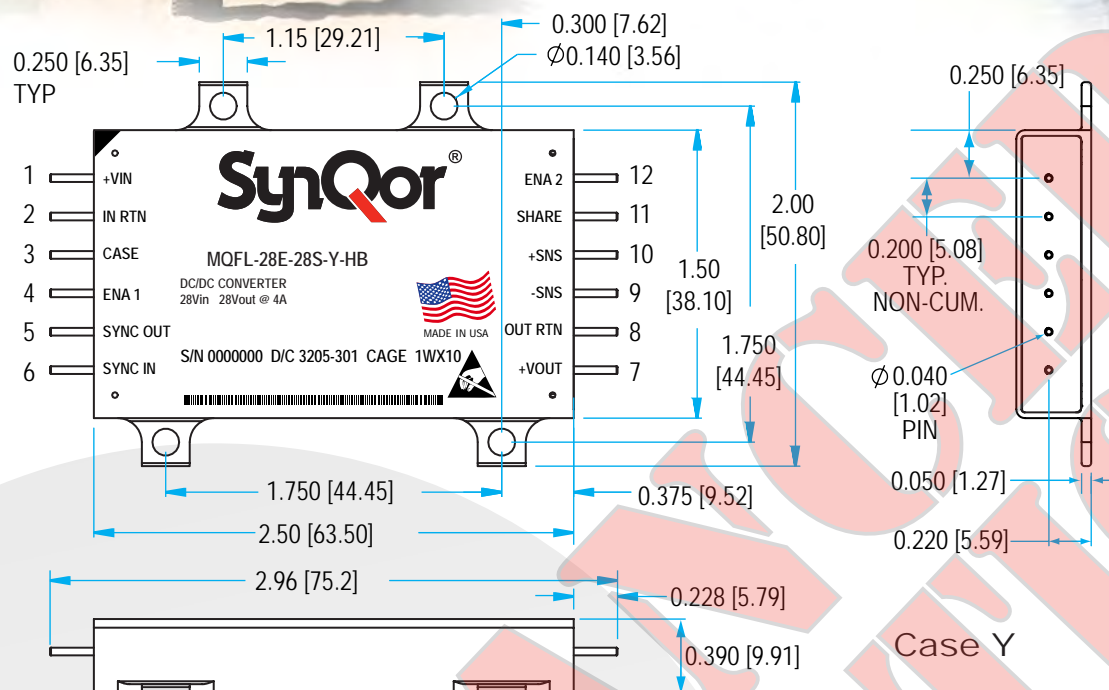 0.300 [7.62]
1.15 [29.21]
Ø0.140 [3.56]
0.250 [6.35]
TYP
0.250 [6.35]
SynQor®
1 +VIN
2 IN RTN
3 CASE
4 ENA 1
5 SYNC OUT
6 SYNC IN
ENA 2 12
SHARE 11
+SNS 10
-SNS 9
OUT RTN 8
+VOUT 7
MQFL-28E-28S-Y-HB
DC/DC CONVERTER
28Vin 28Vout @ 4A
MADE IN USA
S/N 0000000 D/C 3205-301 CAGE 1WX10
2.00
[50.80]
1.50
[38.10]
1.750
[44.45]
0.200 [5.08]
TYP.
NON-CUM.
Ø 0.040
[1.02]
PIN
0.050 [1.27]
0.220 [5.59]
1.750 [44.45]
0.375 [9.52]
2.50 [63.50]
2.96 [75.2]
0.228 [5.79]
0.390 [9.91]
Case Y